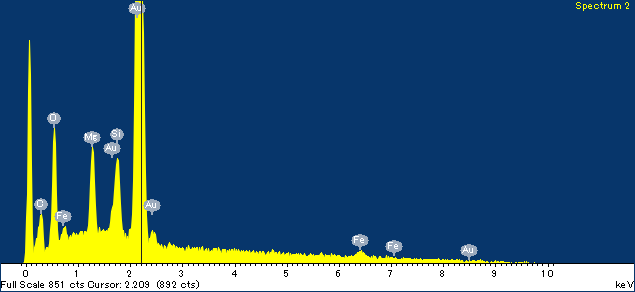 Spectrum 2
Au
O
Mg
Si
Au
C
Fe
Au
Fe
Fe
Au
0 1 2 3 4 5 6 7 8 9 10
Full Scale 851 cts Cursor: 2.209 (892 cts) keV